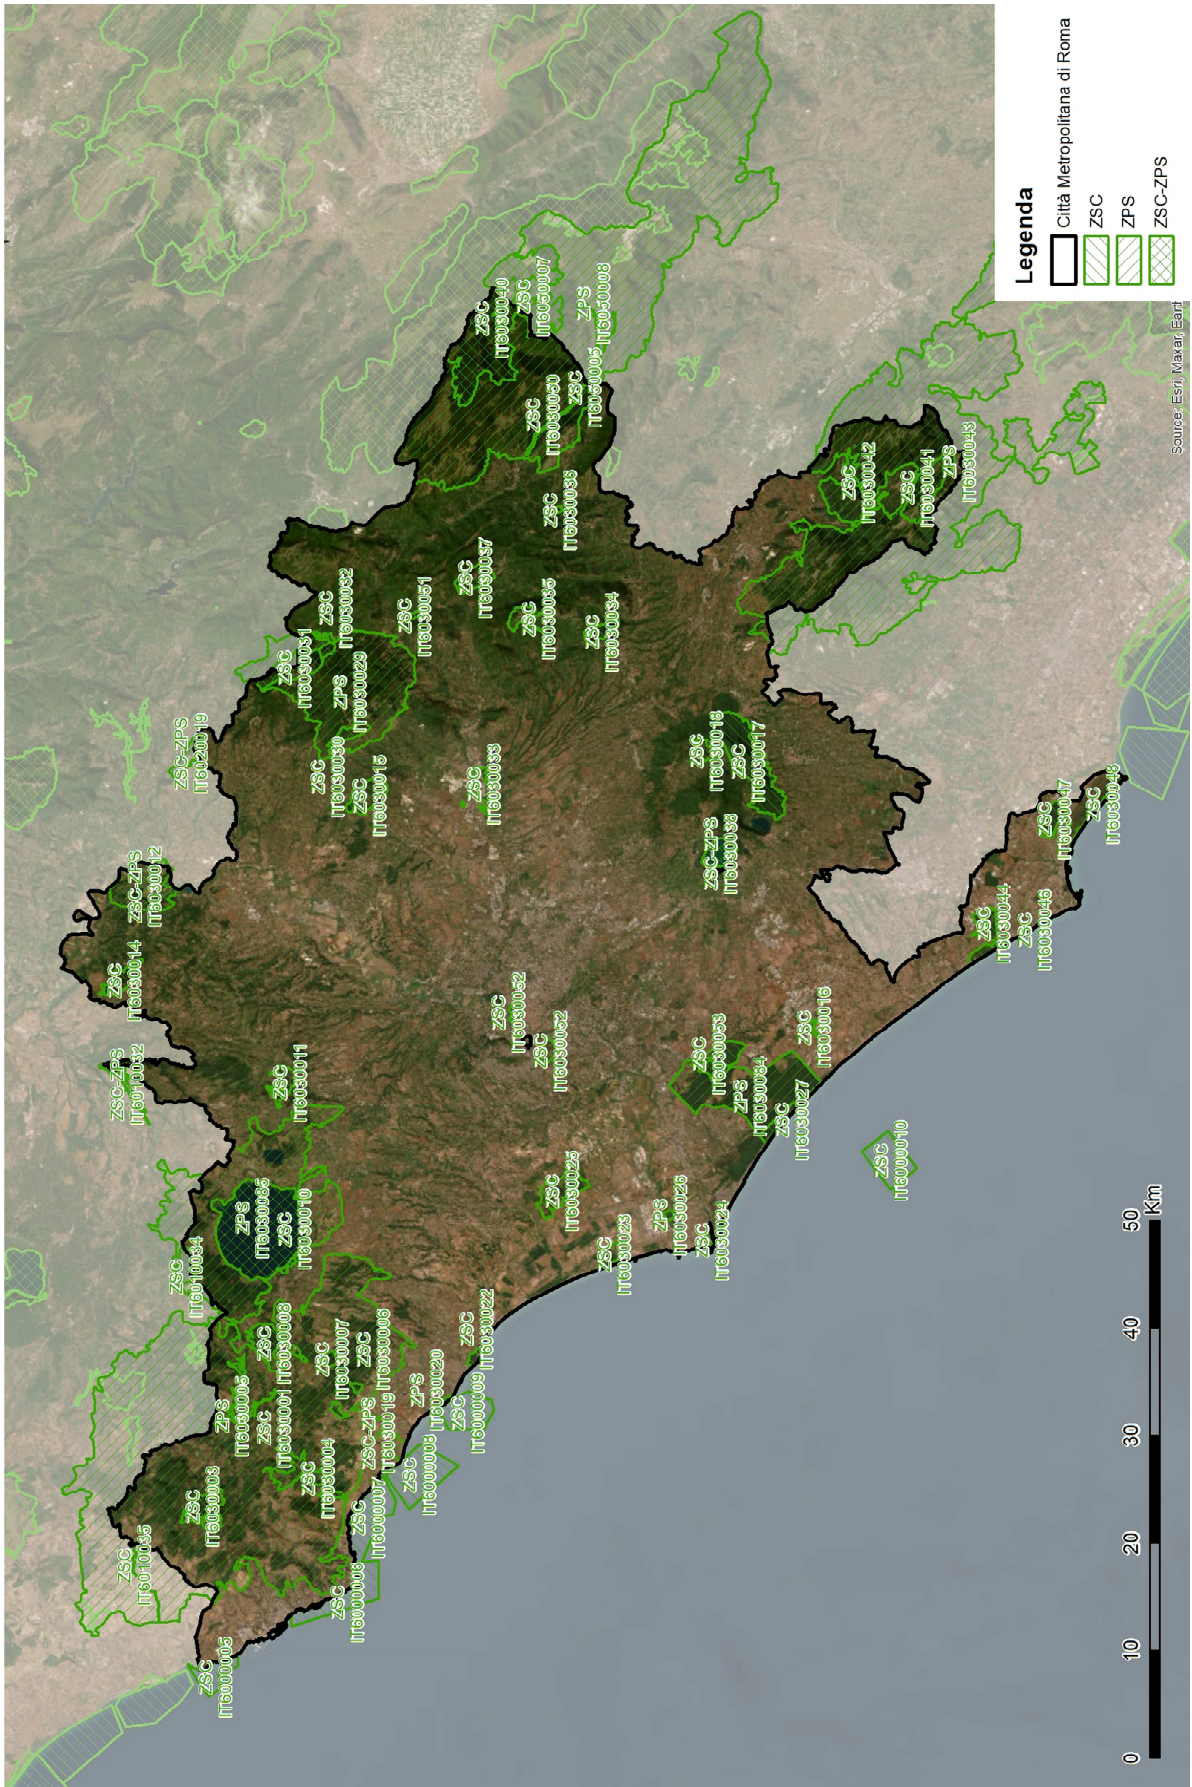 ZSC-ZPS
IT6010032
ZSC
IT6030014
ZSC-ZPS
IT6030012
ZSC
IT6010035
ZSC
IT6010034
ZSC-ZPS
IT6020019
ZSC
IT6000005
ZSC
IT6030003
ZPS
IT6030005
ZPS
IT6030085
ZSC
IT6030010
ZSC
IT6030011
ZSC
IT6030001
ZSC
IT6030008
ZSC
IT6030031
ZSC
IT6030004
ZSC
IT6030007
ZSC
IT6030030
ZPS
IT6030029
ZSC
IT6030032
ZSC
IT6000006
ZSC
IT6000007
ZSC-ZPS
IT6030019
ZSC
IT6030006
ZSC
IT6030015
ZSC
IT6000008
ZPS
IT6030020
ZSC
IT6030051
ZSC
IT6000009
ZSC
IT6030022
ZSC
IT6030033
ZSC
IT6030037
ZSC
IT6030040
ZSC
IT6030052
ZSC
IT6030052
ZSC
IT6030025
ZSC
IT6030035
ZSC
IT6030036
ZSC
IT6030050
ZSC
IT6050007
ZSC
IT6050005
ZPS
IT6050008
ZSC
IT6030034
ZSC
IT6030023
ZPS
IT6030026
ZSC
IT6030024
ZSC
IT6030053
ZSC-ZPS
IT6030038
ZSC
IT6030018
ZSC
IT6030017
ZPS
IT6030084
ZSC
IT6030027
ZSC
IT6030016
ZSC
IT6030042
ZSC
IT6030041
ZPS
IT6030043
ZSC
IT6000010
ZSC
IT6030044
ZSC
IT6030046
ZSC
IT6030047
ZSC
IT6030048
Legenda
Città Metropolitana di Roma
ZSC
ZPS
ZSC-ZPS
0 10 20 30 40 50
Km
Source: Esri, Maxar, Eart